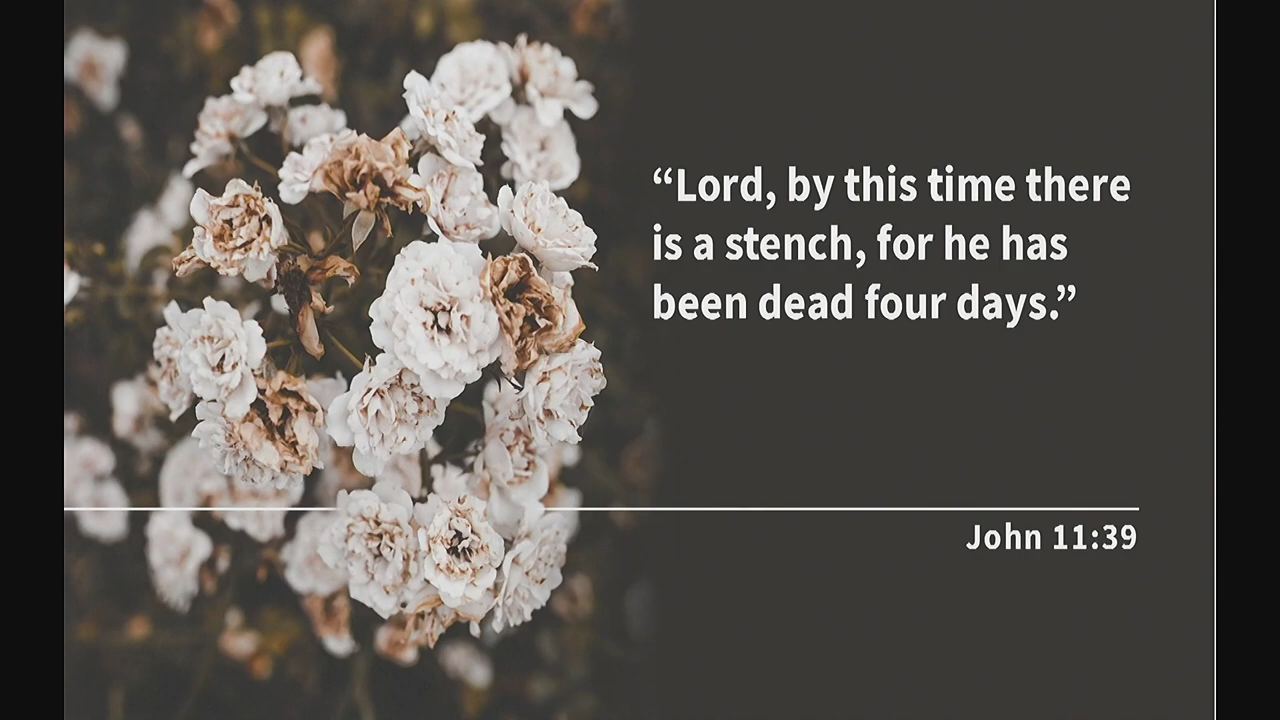 “Lord, by this time there
is a stench, for he has
been dead four days.”
John 11:39